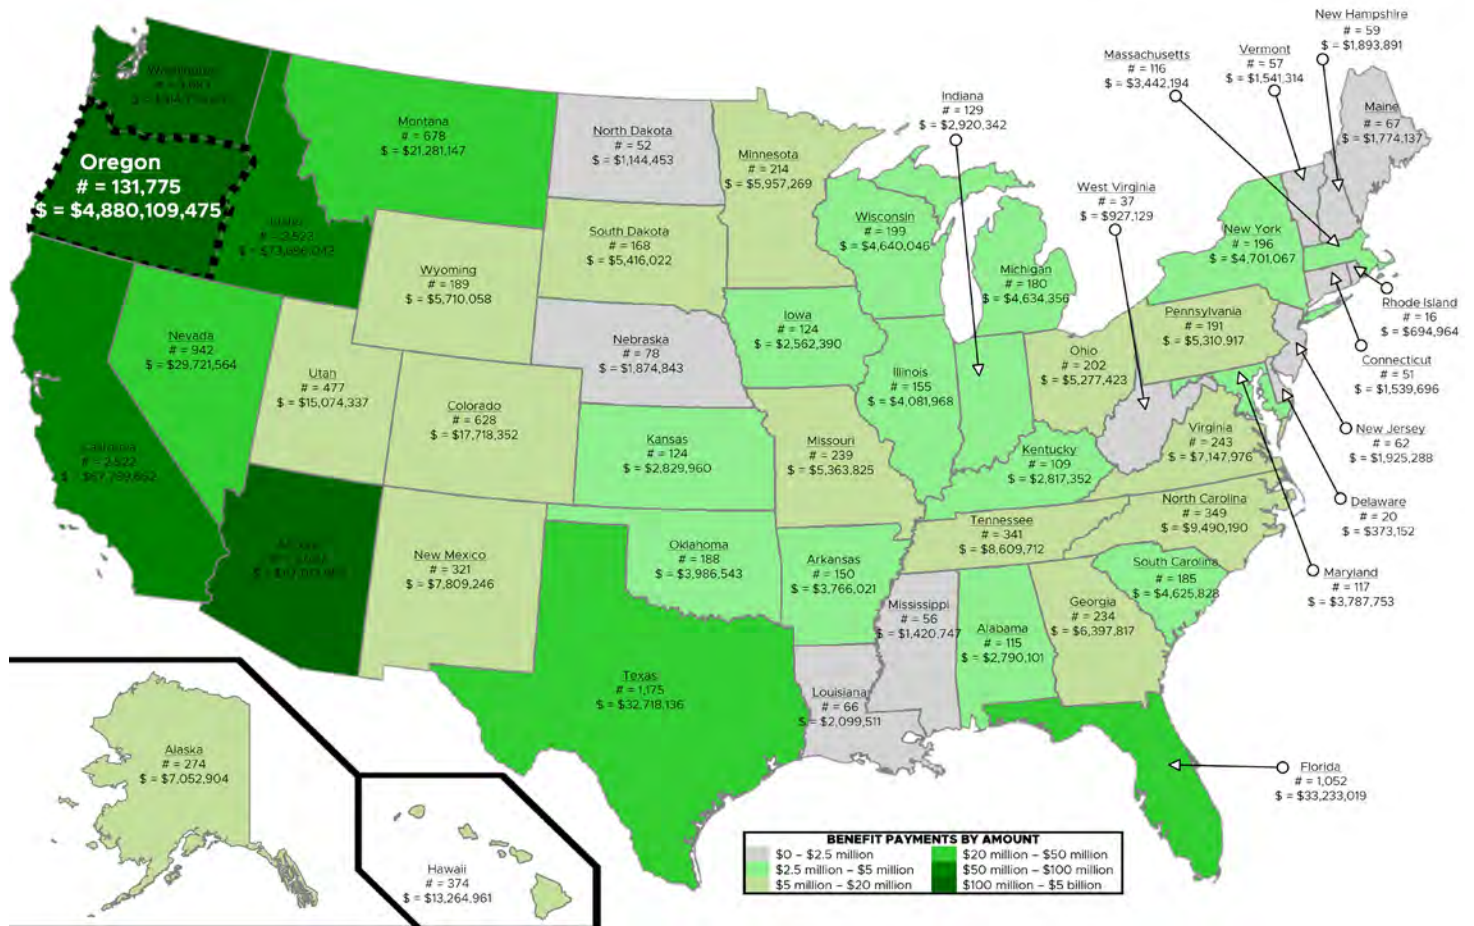 New Hampshire
# = 59
$ = $1,893,891
Massachusetts
# = 116
$ = $3,442,194
Vermont
# = 57
$ = $1,541,314
Indiana
# = 129
$ = $2,920,342
Maine
# = 67
$ = $1,774,137
Washington
Montana
# = 678
$ = $21,281,147
North Dakota
# = 52
$ = $1,144,453
Minnesota
# = 214
$ = $5,957,269
Oregon
# = 131,775
$ = $4,880,109,475
West Virginia
# = 37
$ = $927,129
Wisconsin
# = 199
$ = $4,640,046
New York
# = 196
$ = $4,701,067
Idaho
South Dakota
# = 168
$ = $5,416,022
Wyoming
# = 189
$ = $5,710,058
Michigan
# = 180
$ = $4,634,356
Rhode Island
# = 16
$ = $694,964
Iowa
# = 124
$ = $2,562,390
Pennsylvania
# = 191
$ = $5,310,917
Nevada
# = 942
$ = $29,721,564
Nebraska
# = 78
$ = $1,874,843
Ohio
# = 202
$ = $5,277,423
Connecticut
# = 51
$ = $1,539,696
Utah
# = 477
$ = $15,074,337
Illinois
# = 155
$ = $4,081,968
Colorado
# = 628
$ = $17,718,352
New Jersey
# = 62
$ = $1,925,288
Kansas
# = 124
$ = $2,829,960
Missouri
# = 239
$ = $5,363,825
Virginia
# = 243
$ = $7,147,976
California
# = 2,522
Kentucky
# = 109
$ = $2,817,352
Delaware
# = 20
$ = $373,152
North Carolina
# = 349
$ = $9,490,190
Tennessee
# = 341
$ = $8,609,712
Arizona
New Mexico
# = 321
$ = $7,809,246
Oklahoma
# = 188
$ = $3,986,543
Arkansas
# = 150
$ = $3,766,021
South Carolina
# = 185
$ = $4,625,828
Maryland
# = 117
$ = $3,787,753
Mississippi
# = 56
$ = $1,420,747
Georgia
# = 234
$ = $6,397,817
Alabama
# = 115
$ = $2,790,101
Texas
# = 1,175
$ = $32,718,136
Louisiana
# = 66
$ = $2,099,511
Alaska
# = 274
$ = $7,052,904
Florida
# = 1,052
$ = $33,233,019
Hawaii
# = 374
$ = $13,264,961
BENEFIT PAYMENTS BY AMOUNT
$0 – $2.5 million
$2.5 million – $5 million
$5 million – $20 million
$20 million – $50 million
$50 million – $100 million
$100 million – $5 billion